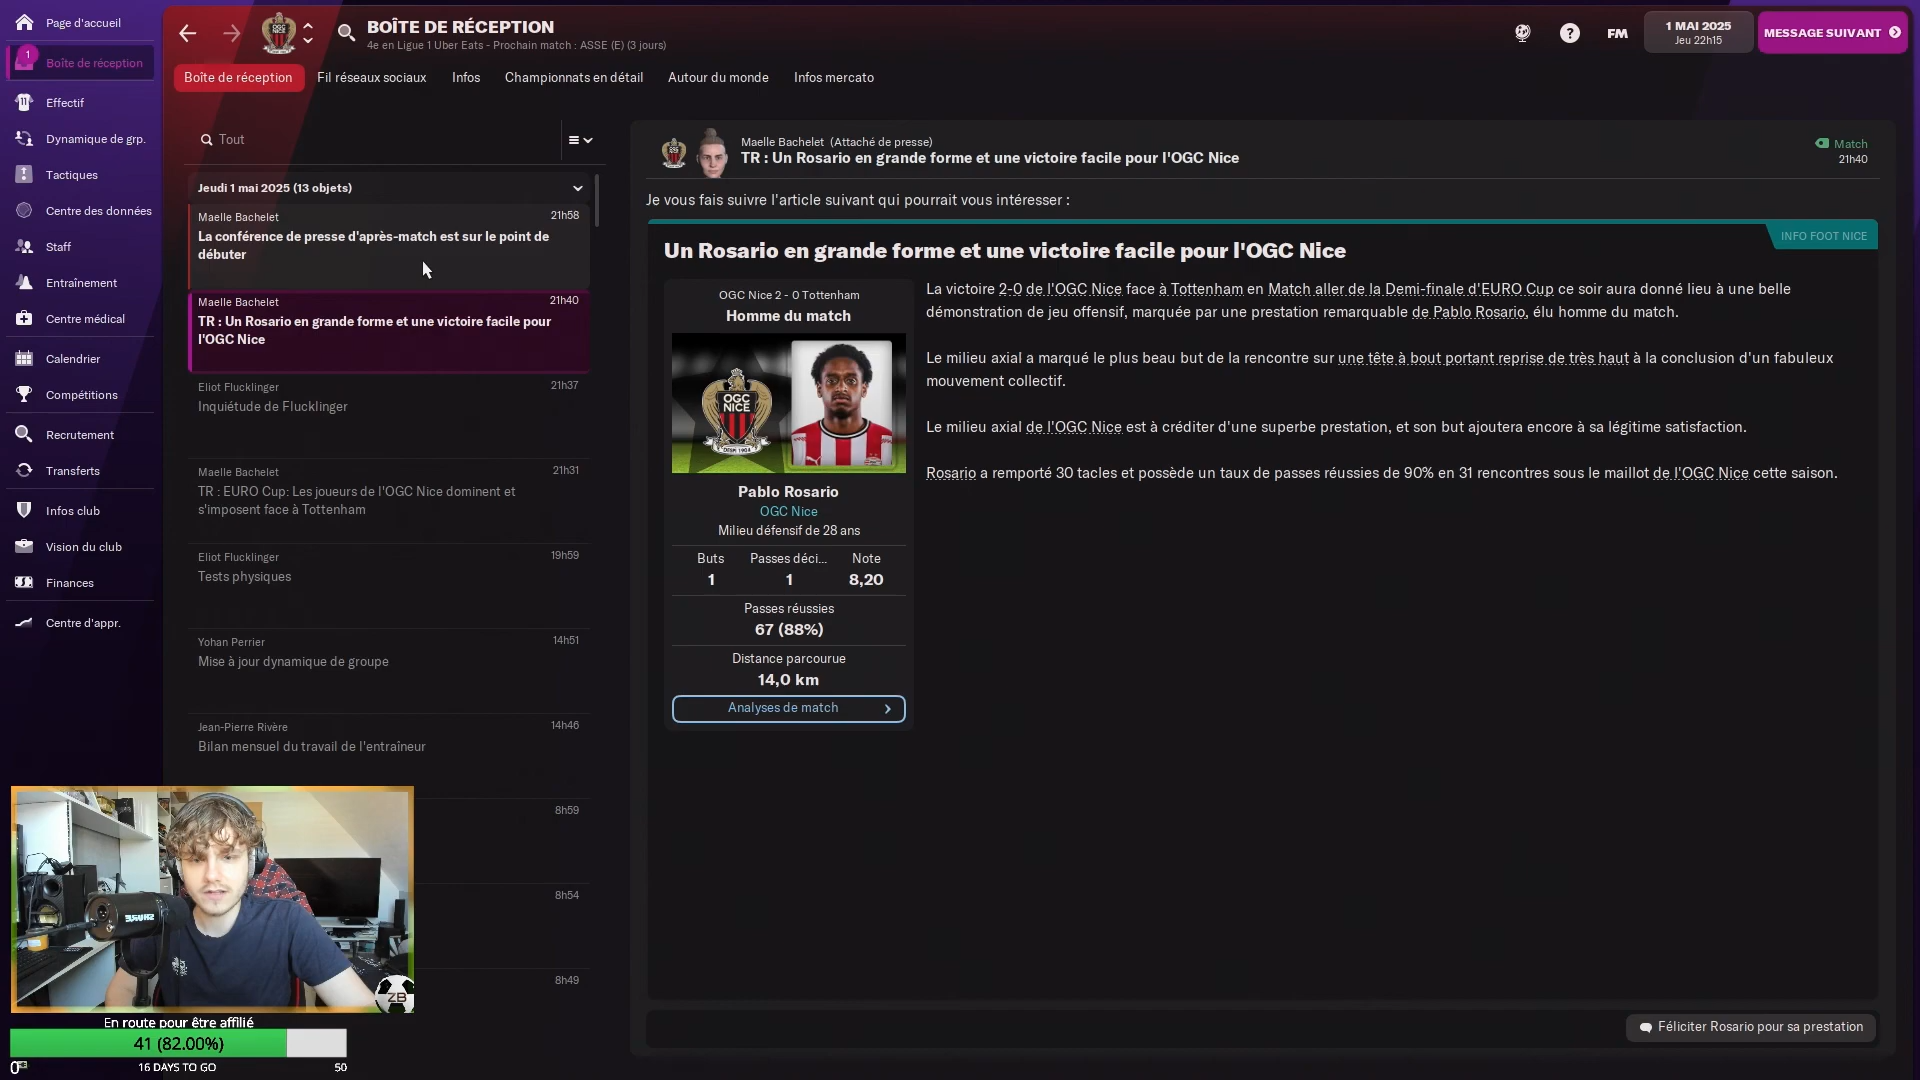 Page d'accueil
1
Boîte de réception
Effectif
Dynamique de grp.
Tactiques
Centre des données
Staff
Entraînement
Centre médical
Calendrier
Compétitions
Recrutement
Transferts
Infos club
Vision du club
Finances
Centre d'appr.
BOÎTE DE RÉCEPTION
4e en Ligue 1 Uber Eats - Prochain match : ASSE (E) (3 jours)
FM
1 MAI 2025
Jeu 22h15
MESSAGE SUIVANT
Boîte de réception
Fil réseaux sociaux
Infos
Championnats en détail
Autour du monde
Infos mercato
Tout
Jeudi 1 mai 2025 (13 objets)
Maelle Bachelet 21h58
La conférence de presse d'après-match est sur le point de
débuter
Maelle Bachelet 21h40
TR : Un Rosario en grande forme et une victoire facile pour
l'OGC Nice
Eliot Flucklinger 21h37
Inquiétude de Flucklinger
Maelle Bachelet 21h31
TR : EURO Cup: Les joueurs de l'OGC Nice dominent et
s'imposent face à Tottenham
Eliot Flucklinger 19h59
Tests physiques
Yohan Perrier 14h51
Mise à jour dynamique de groupe
Jean-Pierre Rivère 14h46
Bilan mensuel du travail de l'entraîneur
8h59
8h54
8h49
Maelle Bachelet (Attaché de presse)
TR : Un Rosario en grande forme et une victoire facile pour l'OGC Nice
Match
21h40
Je vous fais suivre l'article suivant qui pourrait vous intéresser :
INFO FOOT NICE
Un Rosario en grande forme et une victoire facile pour l'OGC Nice
OGC Nice 2 - 0 Tottenham
Homme du match
OGC
NICE
Pablo Rosario
OGC Nice
Milieu défensif de 28 ans
Buts Passes déci... Note
1 1 8,20
Passes réussies
67 (88%)
Distance parcourue
14,0 km
Analyses de match
La victoire 2-0 de l'OGC Nice face à Tottenham en Match aller de la Demi-finale d'EURO Cup ce soir aura donné lieu à une belle
démonstration de jeu offensif, marquée par une prestation remarquable de Pablo Rosario, élu homme du match.
Le milieu axial a marqué le plus beau but de la rencontre sur une tête à bout portant reprise de très haut à la conclusion d'un fabuleux
mouvement collectif.
Le milieu axial de l'OGC Nice est à créditer d'une superbe prestation, et son but ajoutera encore à sa légitime satisfaction.
Rosario a remporté 30 tacles et possède un taux de passes réussies de 90% en 31 rencontres sous le maillot de l'OGC Nice cette saison.
Féliciter Rosario pour sa prestation
ZB
En route pour être affilié
41 (82.00%)
0
16 DAYS TO GO
50